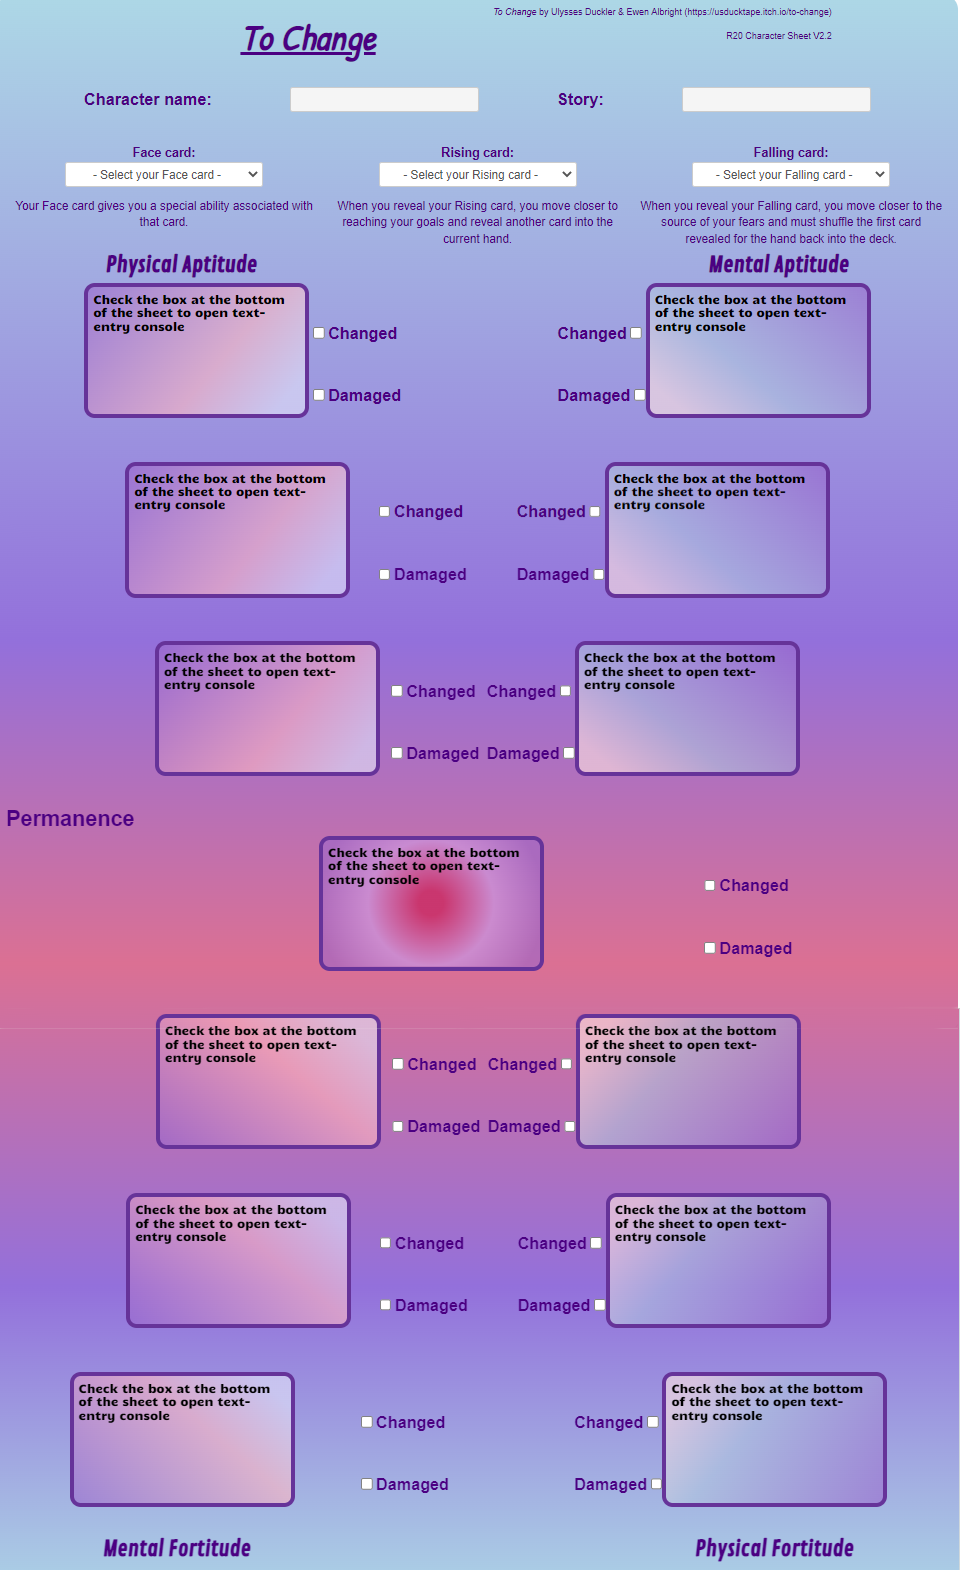 To Change by Ulysses Duckler & Ewen Albright (https://usducktape.itch.io/to-change)
To Change
R20 Character Sheet V2.2
Character name:
Story:
Face card:
Rising card:
Falling card:
- Select your Face card -
- Select your Rising card -
- Select your Falling card -
Your Face card gives you a special ability associated with
that card.
When you reveal your Rising card, you move closer to
reaching your goals and reveal another card into the
current hand.
When you reveal your Falling card, you move closer to the
source of your fears and must shuffle the first card
revealed for the hand back into the deck.
Physical Aptitude
Mental Aptitude
Check the box at the bottom
of the sheet to open text-
entry console
Changed
Damaged
Changed
Damaged
Check the box at the bottom
of the sheet to open text-
entry console
Check the box at the bottom
of the sheet to open text-
entry console
Changed
Damaged
Changed
Damaged
Check the box at the bottom
of the sheet to open text-
entry console
Check the box at the bottom
of the sheet to open text-
entry console
Changed
Damaged
Changed
Damaged
Check the box at the bottom
of the sheet to open text-
entry console
Permanence
Check the box at the bottom
of the sheet to open text-
entry console
Changed
Damaged
Check the box at the bottom
of the sheet to open text-
entry console
Changed
Damaged
Changed
Damaged
Check the box at the bottom
of the sheet to open text-
entry console
Check the box at the bottom
of the sheet to open text-
entry console
Changed
Damaged
Changed
Damaged
Check the box at the bottom
of the sheet to open text-
entry console
Check the box at the bottom
of the sheet to open text-
entry console
Changed
Damaged
Changed
Damaged
Check the box at the bottom
of the sheet to open text-
entry console
Mental Fortitude
Physical Fortitude